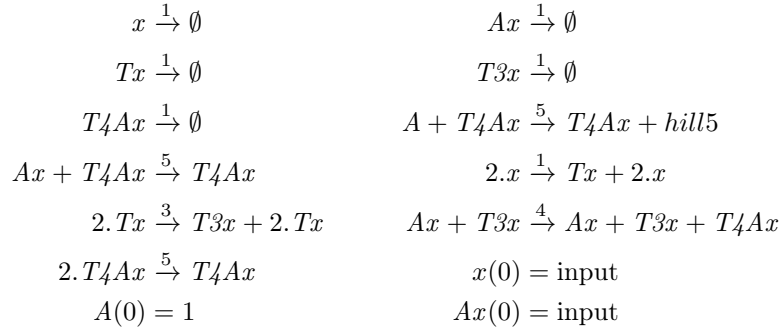 x →^1 ∅    Ax →^1 ∅
Tx →^1 ∅    T3x →^1 ∅
T4Ax →^1 ∅    A + T4Ax →^5 T4Ax + hill5
Ax + T4Ax →^5 T4Ax    2.x →^1 Tx + 2.x
2.Tx →^3 T3x + 2.Tx    Ax + T3x →^4 Ax + T3x + T4Ax
2.T4Ax →^5 T4Ax    x(0) = input
A(0) = 1    Ax(0) = input